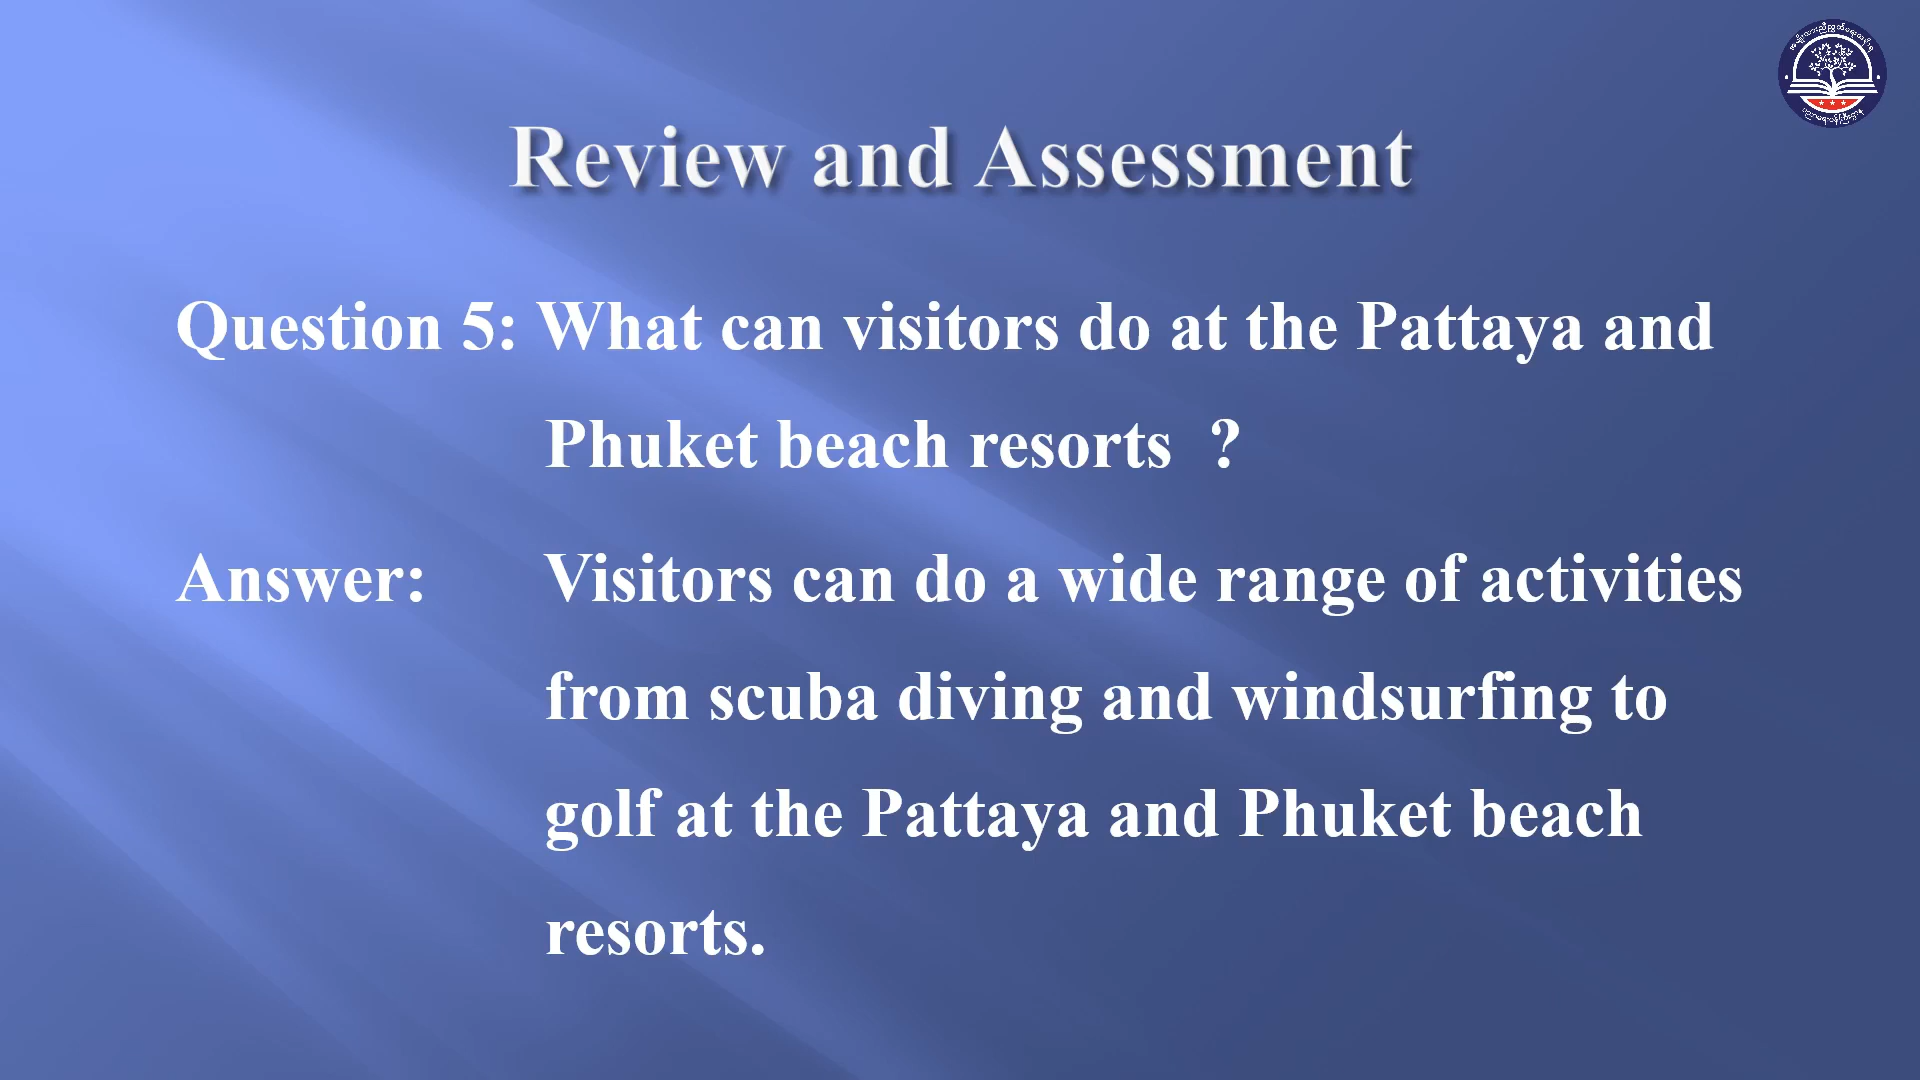 Review and Assessment
Question 5: What can visitors do at the Pattaya and
Phuket beach resorts ?
Answer: Visitors can do a wide range of activities
from scuba diving and windsurfing to
golf at the Pattaya and Phuket beach
resorts.